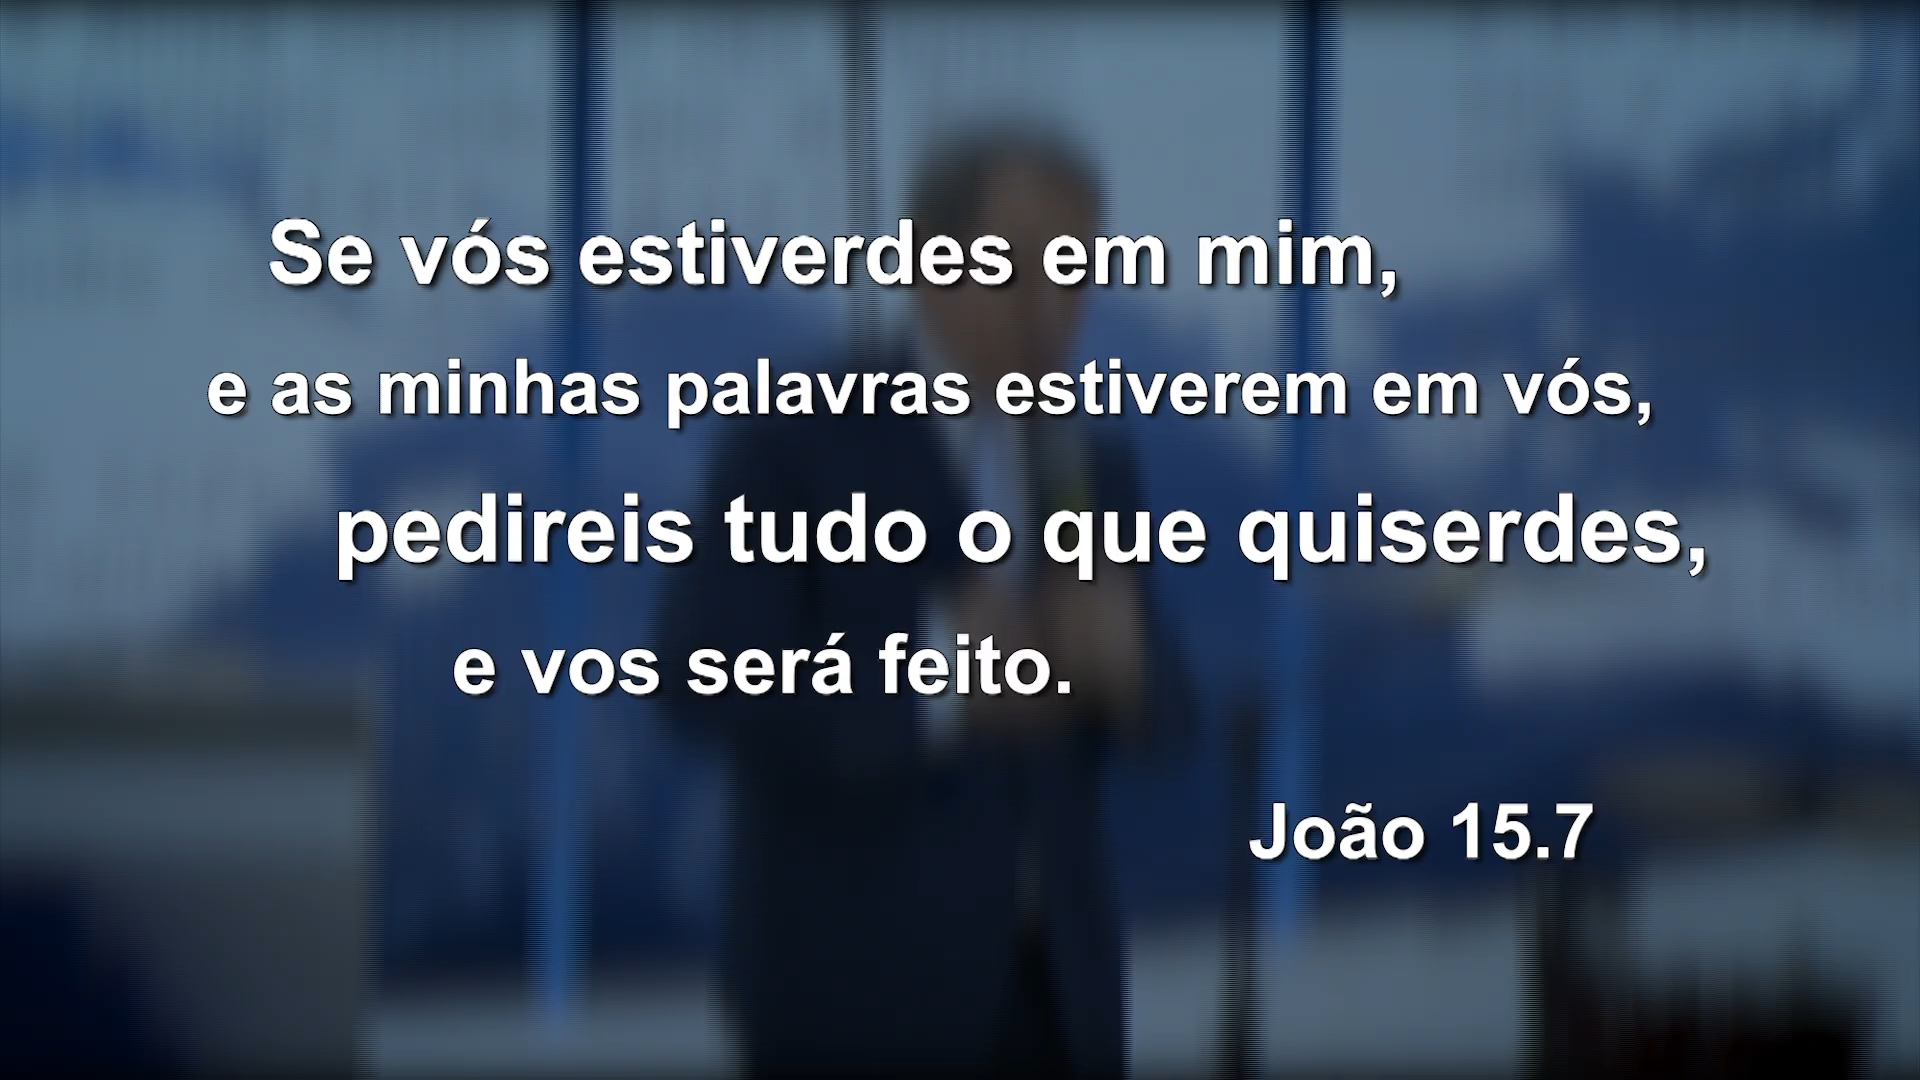 Se vós estiverdes em mim,
e as minhas palavras estiverem em vós,
pedireis tudo o que quiserdes,
e vos será feito.
João 15.7